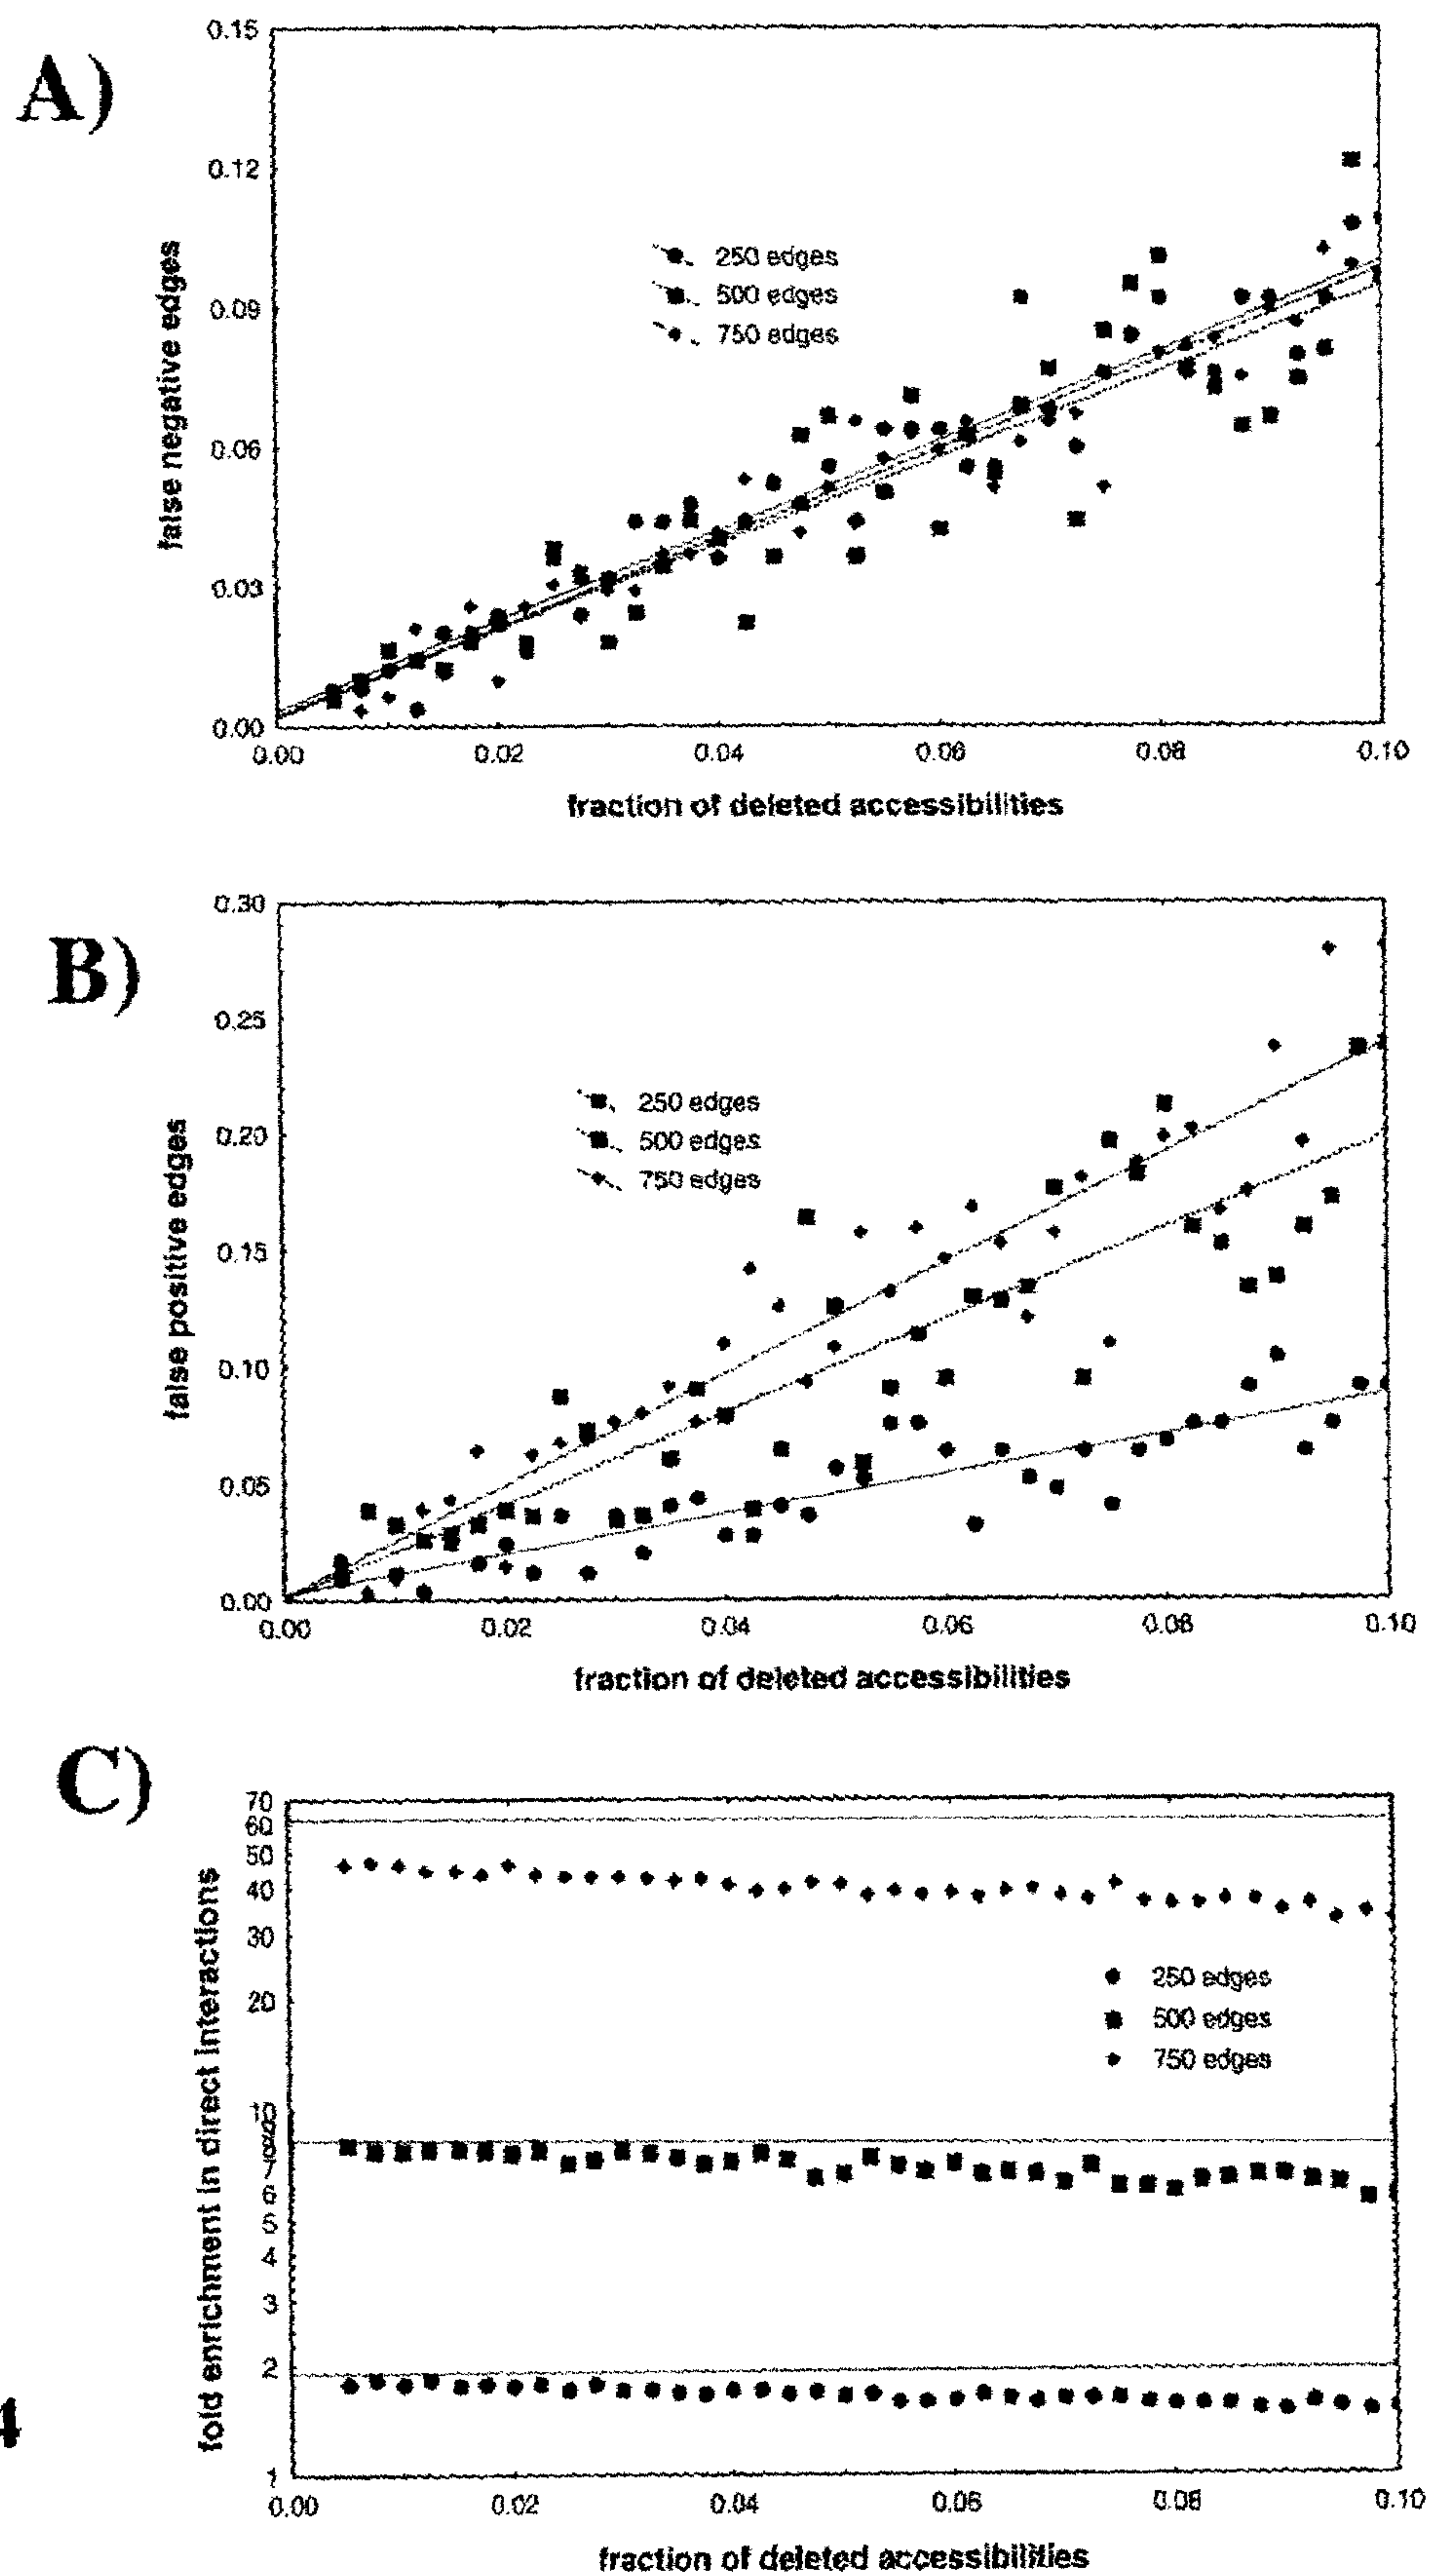 A)
0.15
0.12
0.09
0.06
0.03
0.00
false negative edges
250 edges
500 edges
750 edges
0.00 0.02 0.04 0.06 0.08 0.10
fraction of deleted accessibilities
B)
0.30
0.25
0.20
0.15
0.10
0.05
0.00
false positive edges
250 edges
500 edges
750 edges
0.00 0.02 0.04 0.06 0.08 0.10
fraction of deleted accessibilities
C)
70
60
50
40
30
20
10
9
8
7
6
5
4
3
2
1
fold enrichment in direct interactions
250 edges
500 edges
750 edges
0.00 0.02 0.04 0.06 0.08 0.10
fraction of deleted accessibilities
4